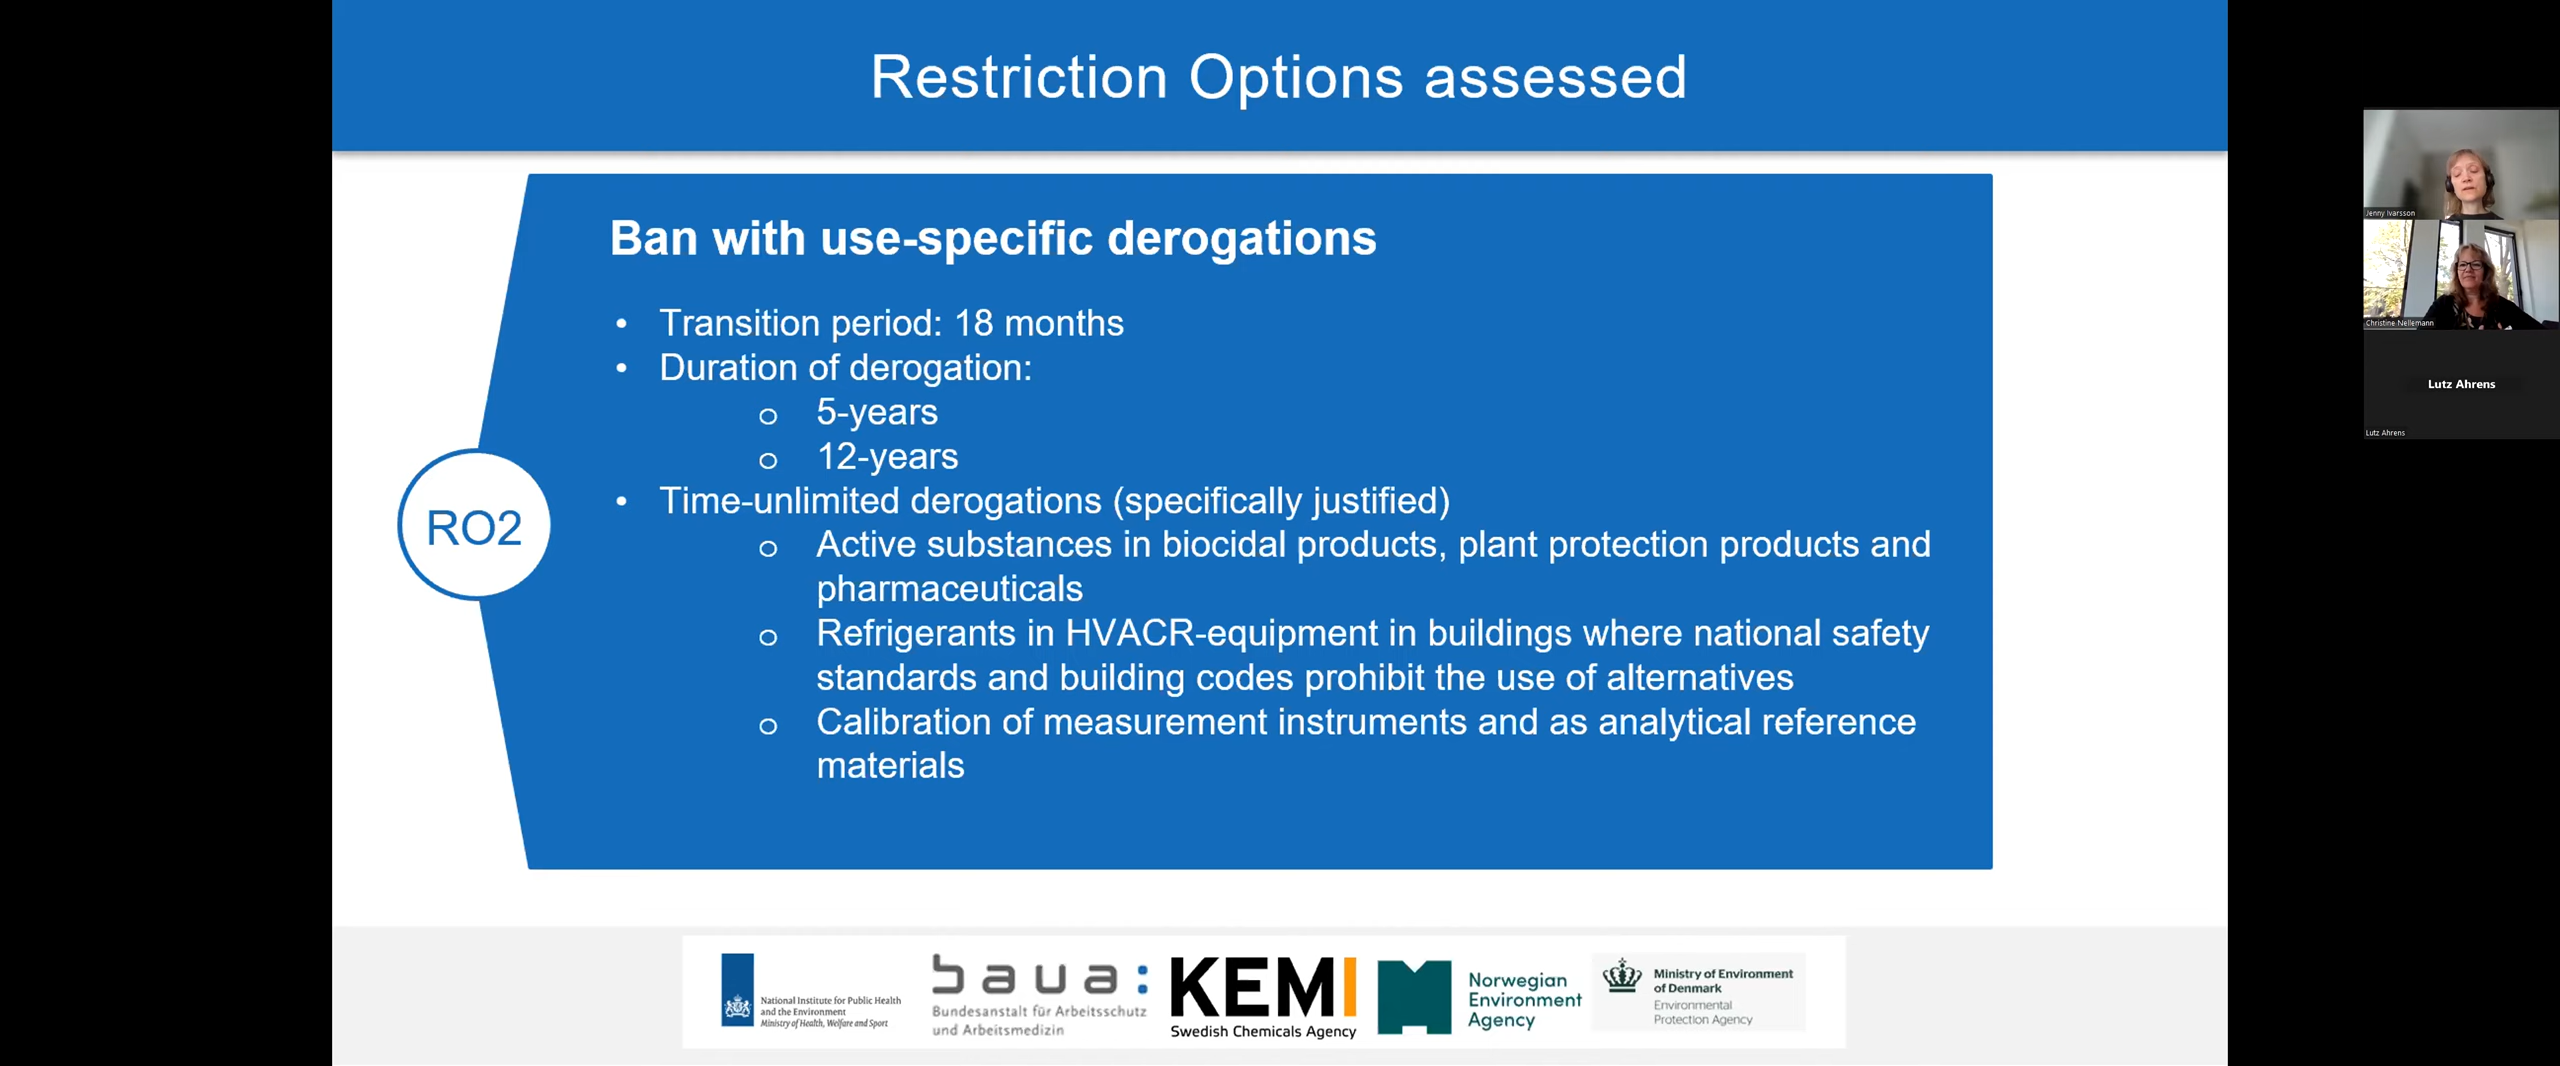 Restriction Options assessed
Ban with use-specific derogations
• Transition period: 18 months
• Duration of derogation:
o 5-years
o 12-years
• Time-unlimited derogations (specifically justified)
o Active substances in biocidal products, plant protection products and
pharmaceuticals
o Refrigerants in HVACR-equipment in buildings where national safety
standards and building codes prohibit the use of alternatives
o Calibration of measurement instruments and as analytical reference
materials
RO2
National Institute for Public Health
and the Environment
Ministry of Health, Welfare and Sport
baua:
Bundesanstalt für Arbeitsschutz
und Arbeitsmedizin
KEMI
Swedish Chemicals Agency
Norwegian
Environment
Agency
Ministry of Environment
of Denmark
Environmental
Protection Agency
Jenny Ivarsson
Christine Nellemann
Lutz Ahrens
Lutz Ahrens